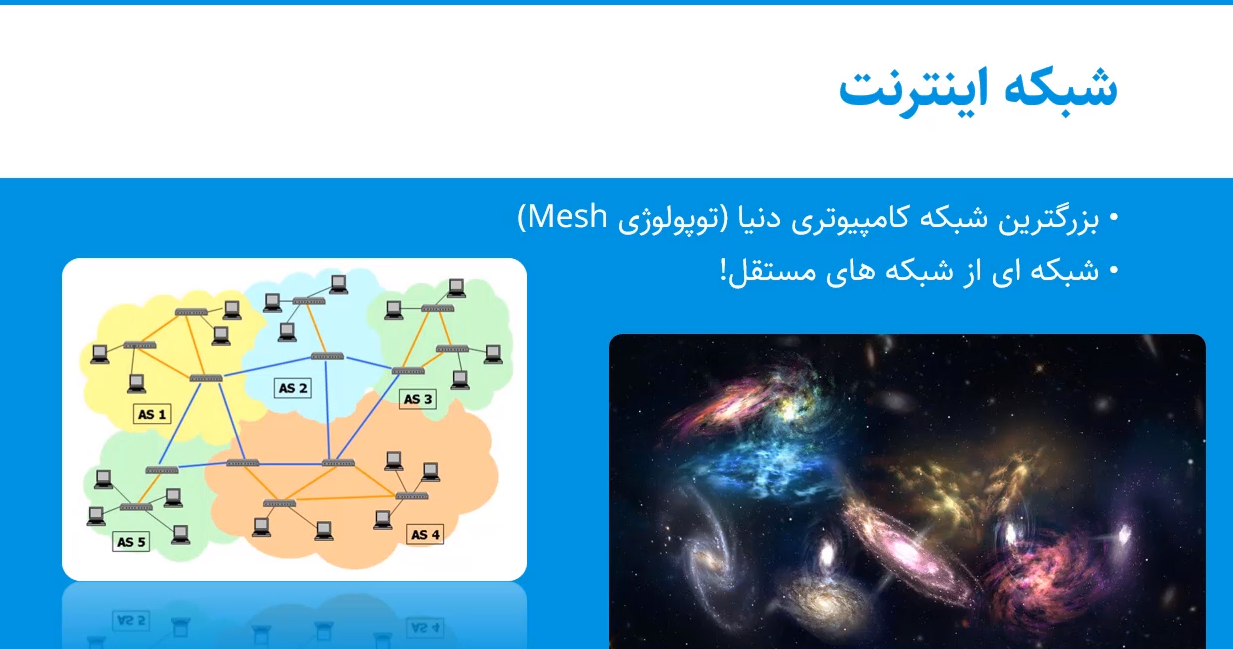 شبکه اینترنت
• بزرگترین شبکه کامپیوتری دنیا (توپولوژی Mesh)
• شبکه ای از شبکه های مستقل!
AS 1
AS 2
AS 3
AS 4
AS 5